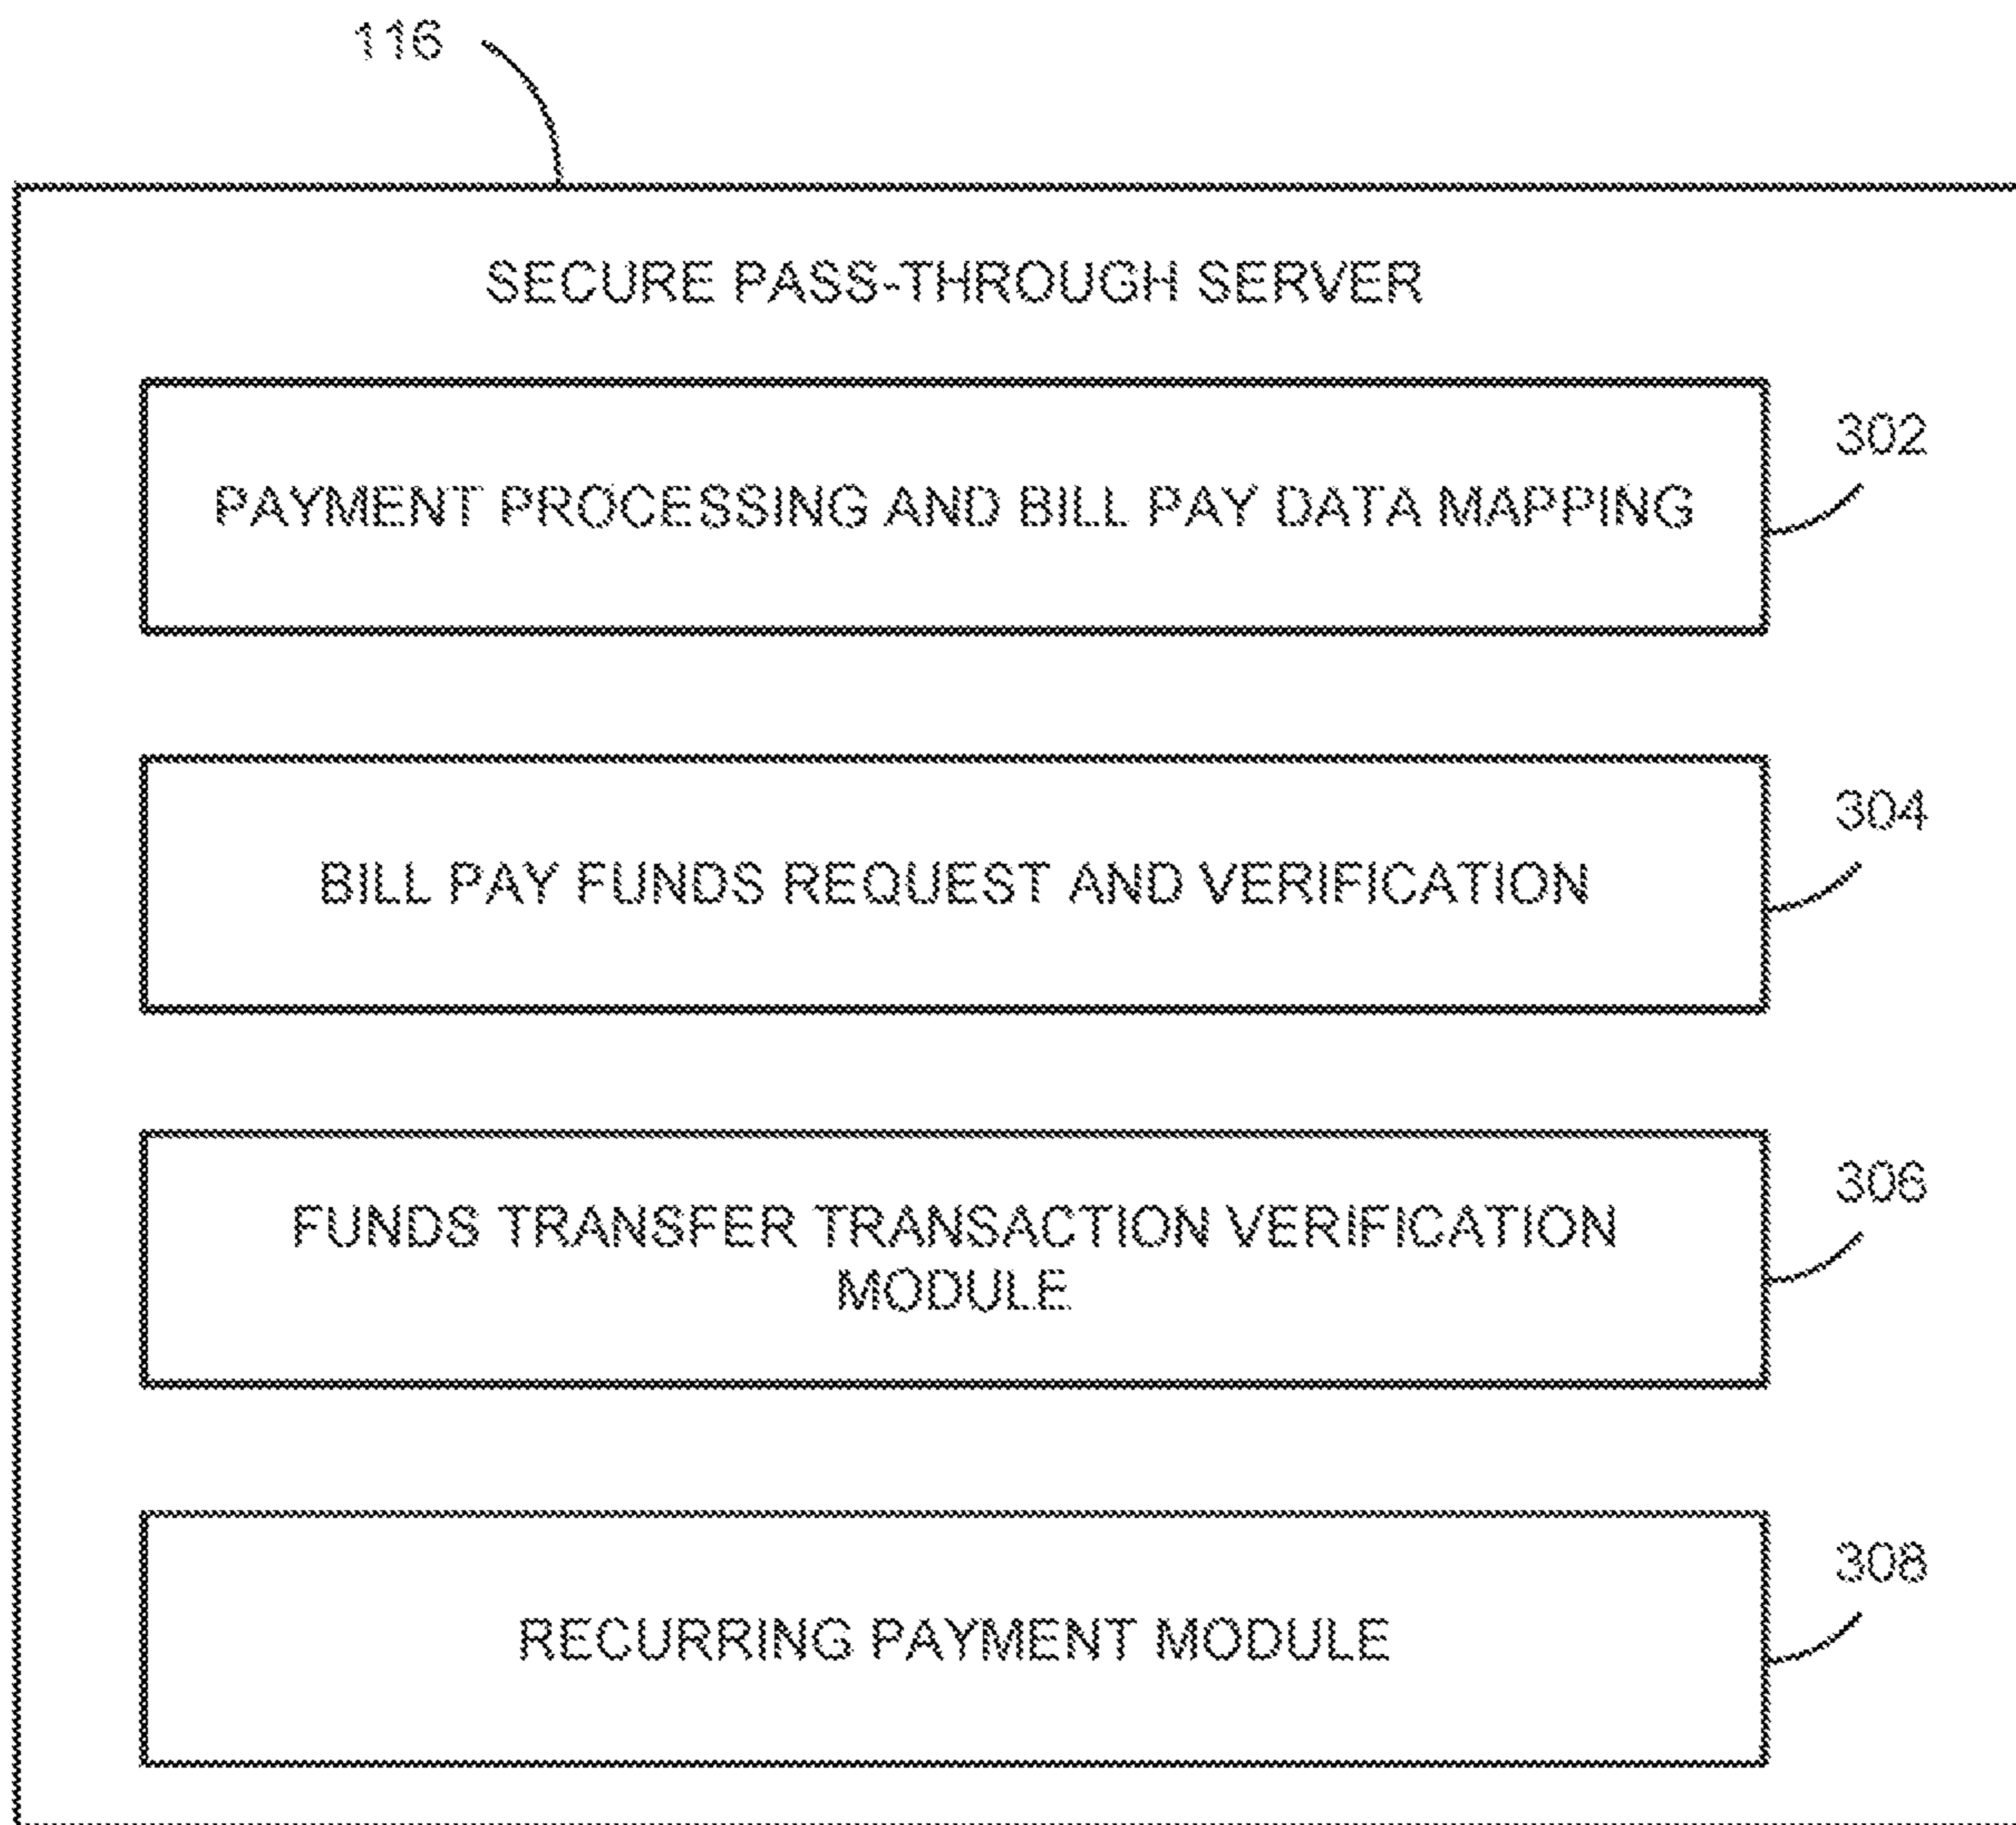 116
SECURE PASS-THROUGH SERVER
302
PAYMENT PROCESSING AND BILL PAY DATA MAPPING
304
BILL PAY FUNDS REQUEST AND VERIFICATION
306
FUNDS TRANSFER TRANSACTION VERIFICATION
MODULE
308
RECURRING PAYMENT MODULE